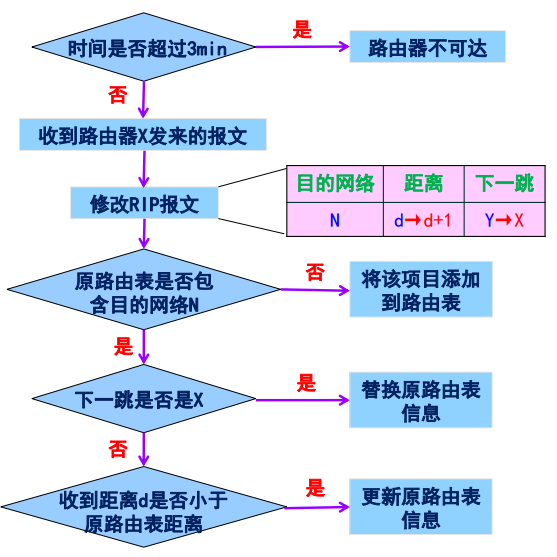 时间是否超过3min
是
路由器不可达
否
收到路由器X发来的报文
修改RIP报文
目的网络 距离 下一跳
N d→d+1 Y→X
原路由表是否包
含目的网络N
否
将该项目添加
到路由表
是
下一跳是否是X
是
替换原路由表
信息
否
收到距离d是否小于
原路由表距离
是
更新原路由表
信息